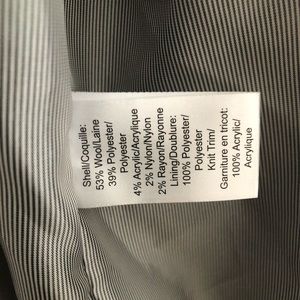 Shell/Coquille:
53% Wool/Laine
39% Polyester/
Polyester
4% Acrylic/Acrylique
2% Nylon/Nylon
2% Rayon/Rayonne
Lining/Doublure:
100% Polyester/
Polyester
Knit Trim/
Garniture en tricot:
100% Acrylic/
Acrylique